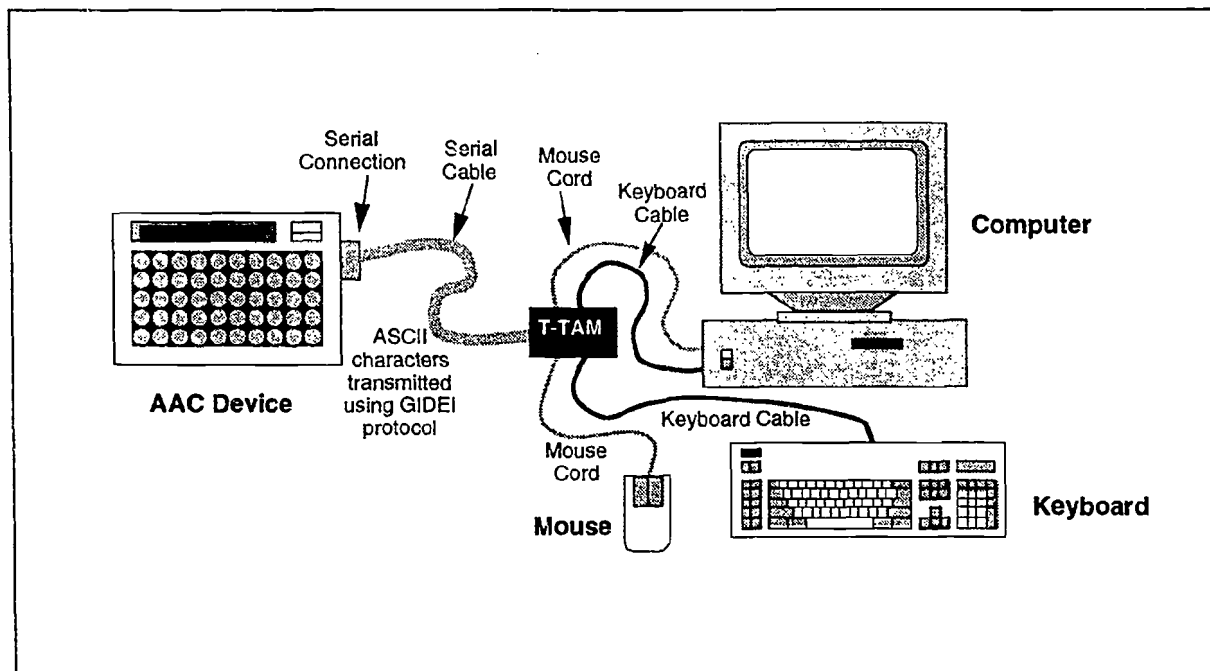 Serial
Connection
Serial
Cable
Mouse
Cord
Keyboard
Cable
Computer
T-TAM
ASCII
characters
transmitted
using GIDEI
protocol
AAC Device
Keyboard Cable
Mouse
Cord
Mouse
Keyboard